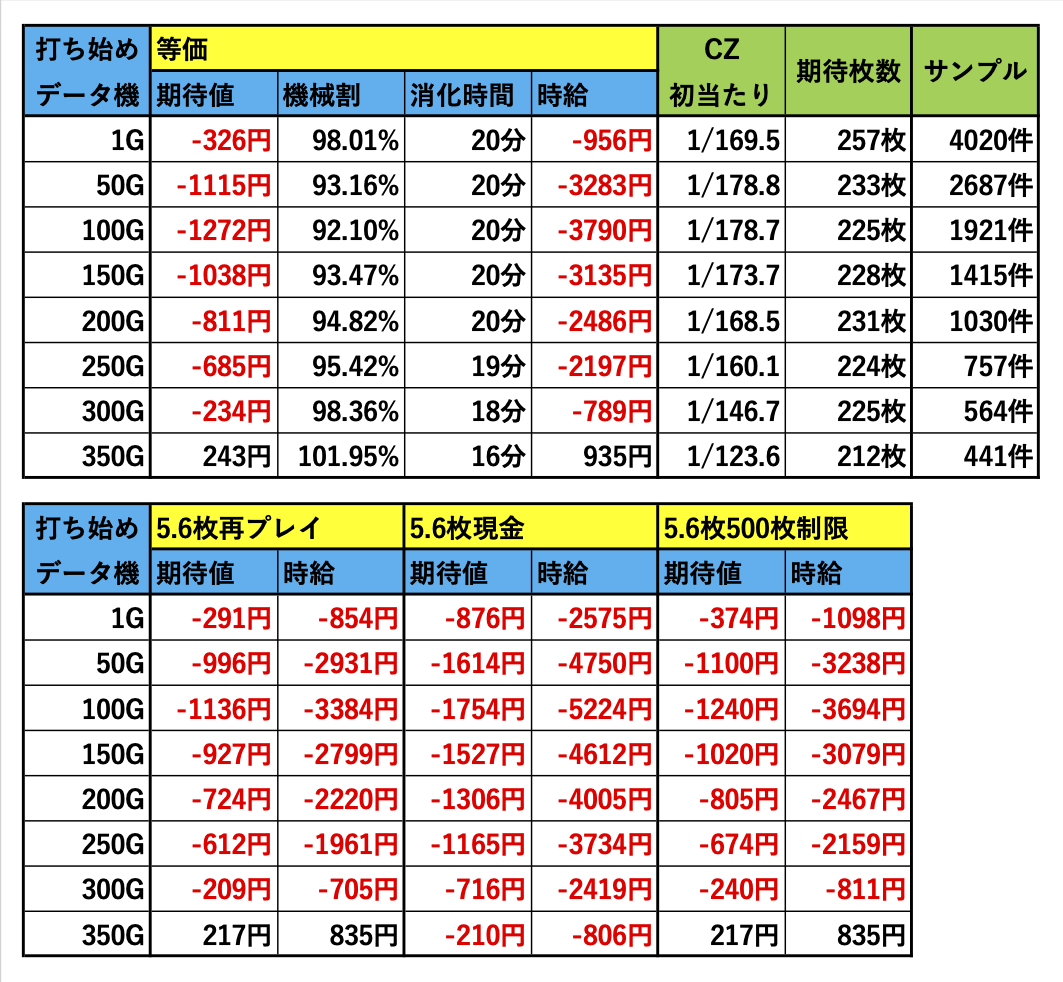 打ち始め 等価 CZ 期待枚数 サンプル
データ機 期待値 機械割 消化時間 時給 初当たり
1G -326円 98.01% 20分 -956円 1/169.5 257枚 4020件
50G -1115円 93.16% 20分 -3283円 1/178.8 233枚 2687件
100G -1272円 92.10% 20分 -3790円 1/178.7 225枚 1921件
150G -1038円 93.47% 20分 -3135円 1/173.7 228枚 1415件
200G -811円 94.82% 20分 -2486円 1/168.5 231枚 1030件
250G -685円 95.42% 19分 -2197円 1/160.1 224枚 757件
300G -234円 98.36% 18分 -789円 1/146.7 225枚 564件
350G 243円 101.95% 16分 935円 1/123.6 212枚 441件
打ち始め 5.6枚再プレイ 5.6枚現金 5.6枚500枚制限
データ機 期待値 時給 期待値 時給 期待値 時給
1G -291円 -854円 -876円 -2575円 -374円 -1098円
50G -996円 -2931円 -1614円 -4750円 -1100円 -3238円
100G -1136円 -3384円 -1754円 -5224円 -1240円 -3694円
150G -927円 -2799円 -1527円 -4612円 -1020円 -3079円
200G -724円 -2220円 -1306円 -4005円 -805円 -2467円
250G -612円 -1961円 -1165円 -3734円 -674円 -2159円
300G -209円 -705円 -716円 -2419円 -240円 -811円
350G 217円 835円 -210円 -806円 217円 835円